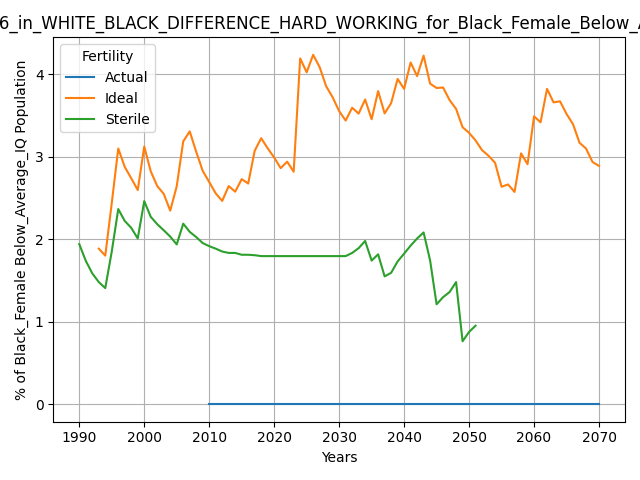 6_in_WHITE_BLACK_DIFFERENCE_HARD_WORKING_for_Black_Female_Below_
Fertility
Actual
Ideal
Sterile
% of Black_Female Below_Average_IQ Population
4
3
2
1
0
1990 2000 2010 2020 2030 2040 2050 2060 2070
Years